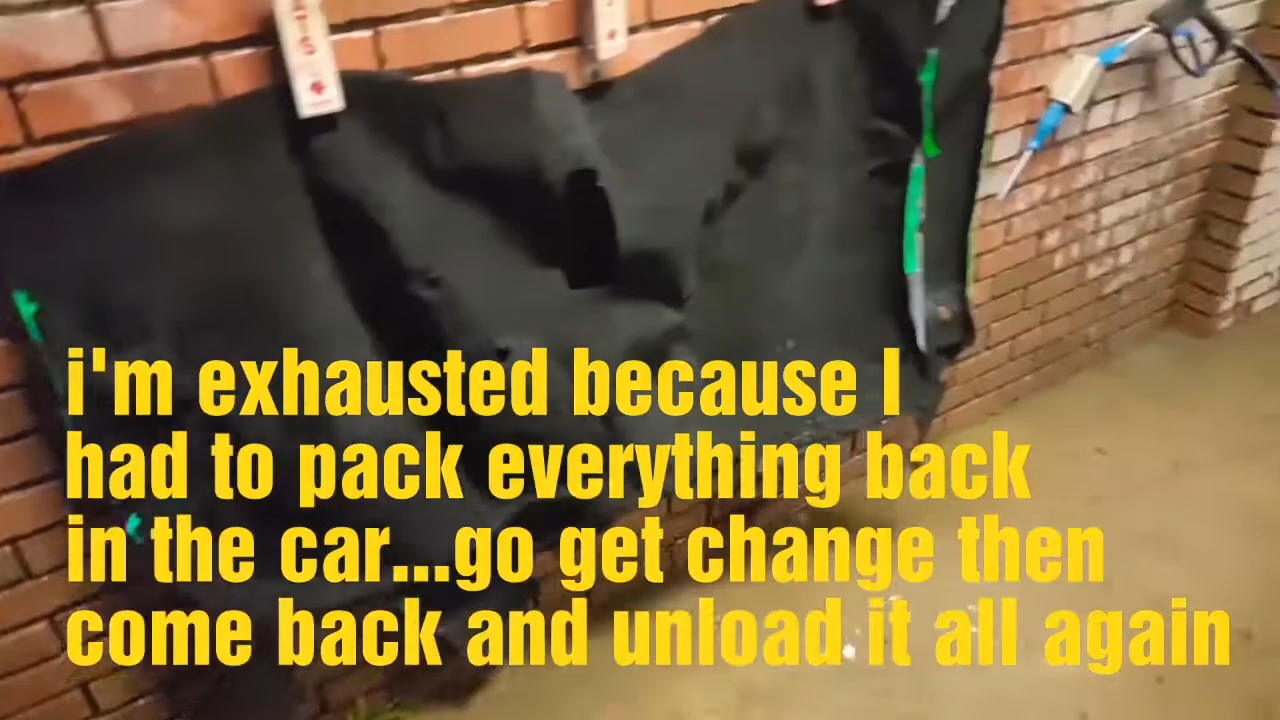 i'm exhausted because I
had to pack everything back
in the car...go get change then
come back and unload it all again